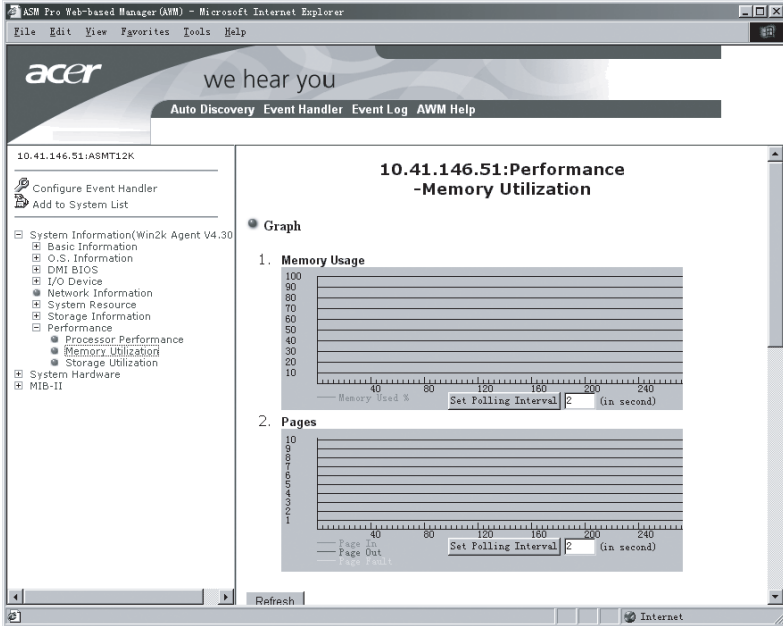 ASM Pro Web-based Manager (AWM) - Microsoft Internet Explorer
File Edit View Favorites Tools Help
acer
we hear you
Auto Discovery Event Handler Event Log AWM Help
10.41.146.51:ASMT12K
Configure Event Handler
Add to System List
System Information(Win2k Agent V4.30
Basic Information
O.S. Information
DMI BIOS
I/O Device
Network Information
System Resource
Storage Information
Performance
Processor Performance
Memory Utilization
Storage Utilization
System Hardware
MIB-II
10.41.146.51:Performance
-Memory Utilization
Graph
1. Memory Usage
100
90
80
70
60
50
40
30
20
10
40 80 120 160 200 240
Memory Used %
Set Polling Interval 2 (in second)
2. Pages
10
9
8
7
6
5
4
3
2
1
40 80 120 160 200 240
Page In
Page Out
Page Fault
Set Polling Interval 2 (in second)
Refresh
Internet